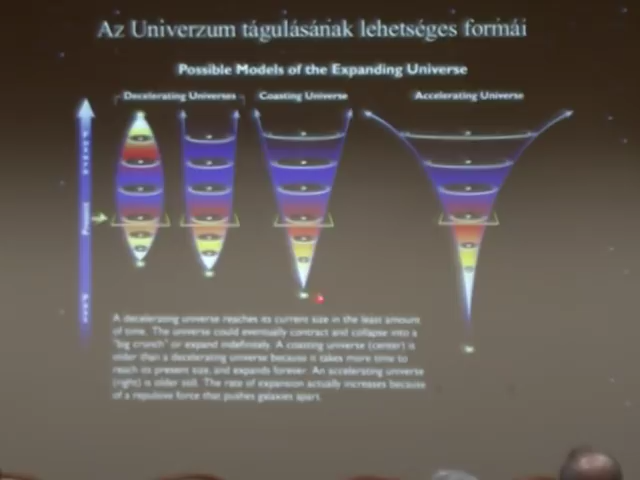 Az Univerzum tágulásának lehetséges formái
Possible Models of the Expanding Universe
Decelerating Universes
Coasting Universe
Accelerating Universe
Present
A decelerating universe reaches its current size in the least amount
of time. The universe could eventually contract and collapse into a
"big crunch" or expand indefinitely. A coasting universe (center) is
older than a decelerating universe because it takes more time to
reach its present size, and expands forever. An accelerating universe
(right) is older still. The rate of expansion actually increases because
of a repulsive force that pushes galaxies apart.